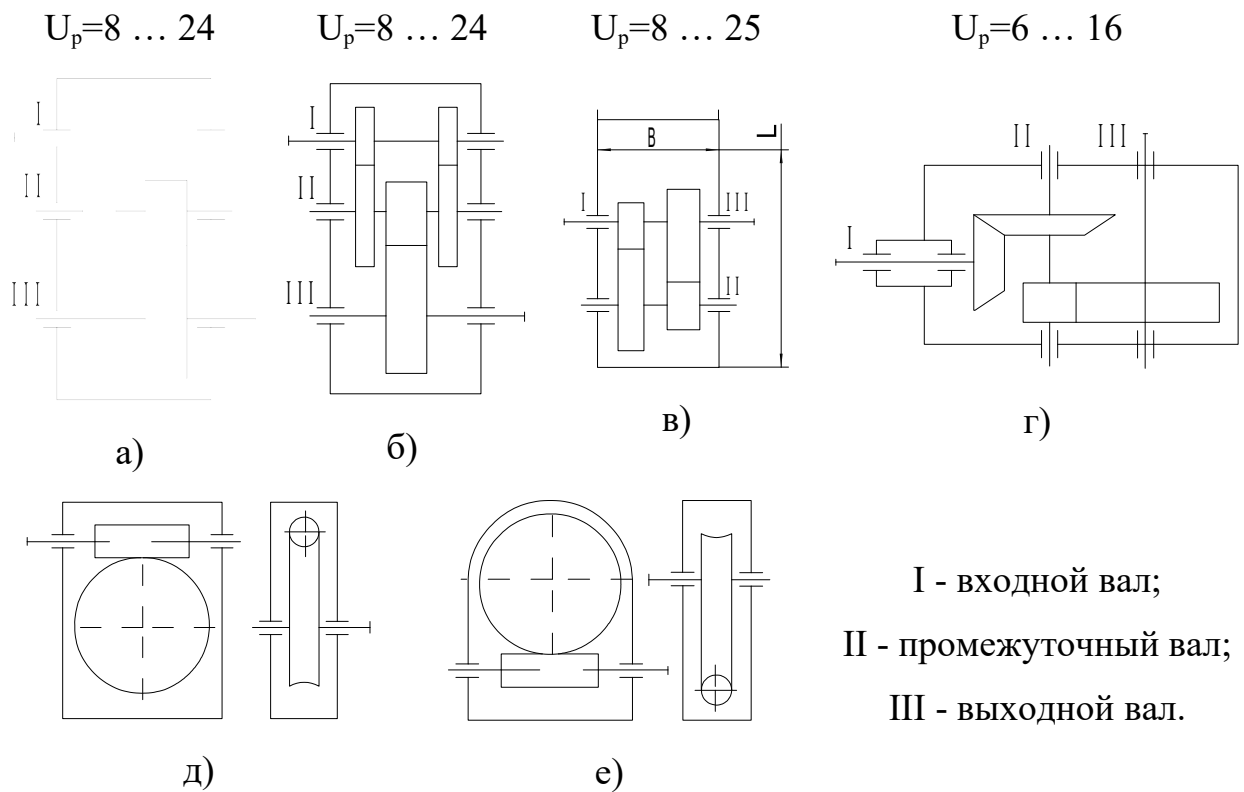 Uр=8 … 24
Uр=8 … 24
Uр=8 … 25
Uр=6 … 16
I
II
III
а)
I
II
III
б)
B
L
I
III
II
в)
II
III
I
г)
д)
е)
I - входной вал;
II - промежуточный вал;
III - выходной вал.